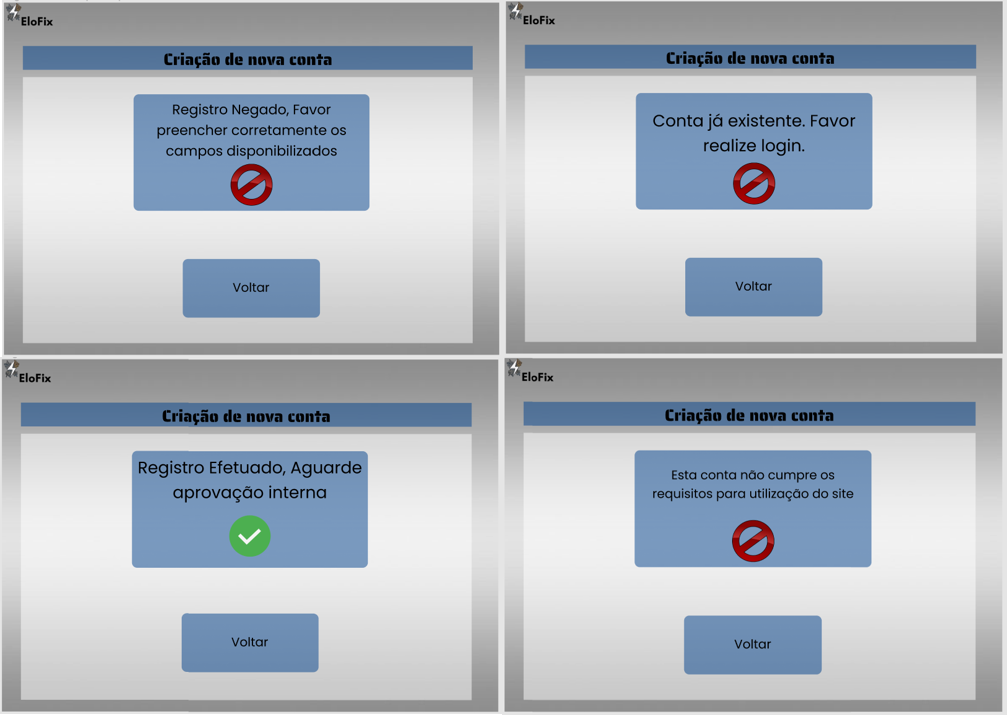 EloFix
Criação de nova conta
Registro Negado, Favor
preencher corretamente os
campos disponibilizados
Voltar
EloFix
Criação de nova conta
Conta já existente. Favor
realize login.
Voltar
EloFix
Criação de nova conta
Registro Efetuado, Aguarde
aprovação interna
Voltar
EloFix
Criação de nova conta
Esta conta não cumpre os
requisitos para utilização do site
Voltar